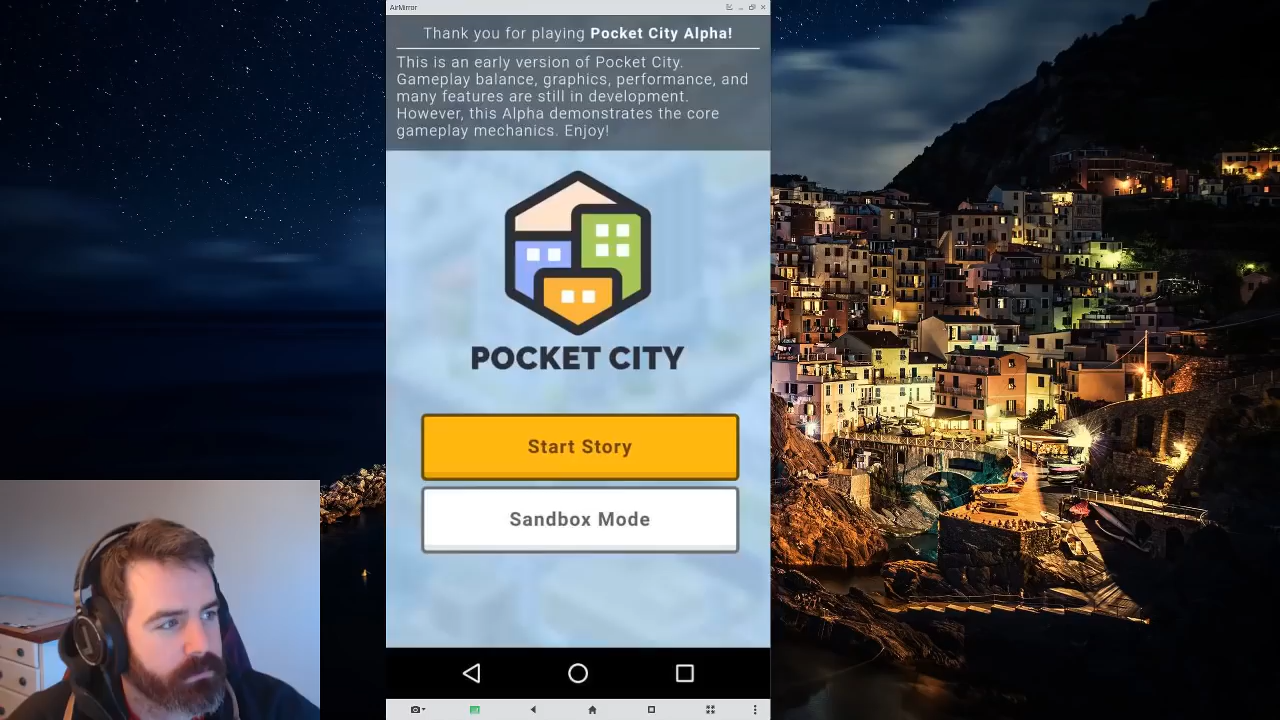 AirMirror
Thank you for playing Pocket City Alpha!
This is an early version of Pocket City.
Gameplay balance, graphics, performance, and
many features are still in development.
However, this Alpha demonstrates the core
gameplay mechanics. Enjoy!
POCKET CITY
Start Story
Sandbox Mode